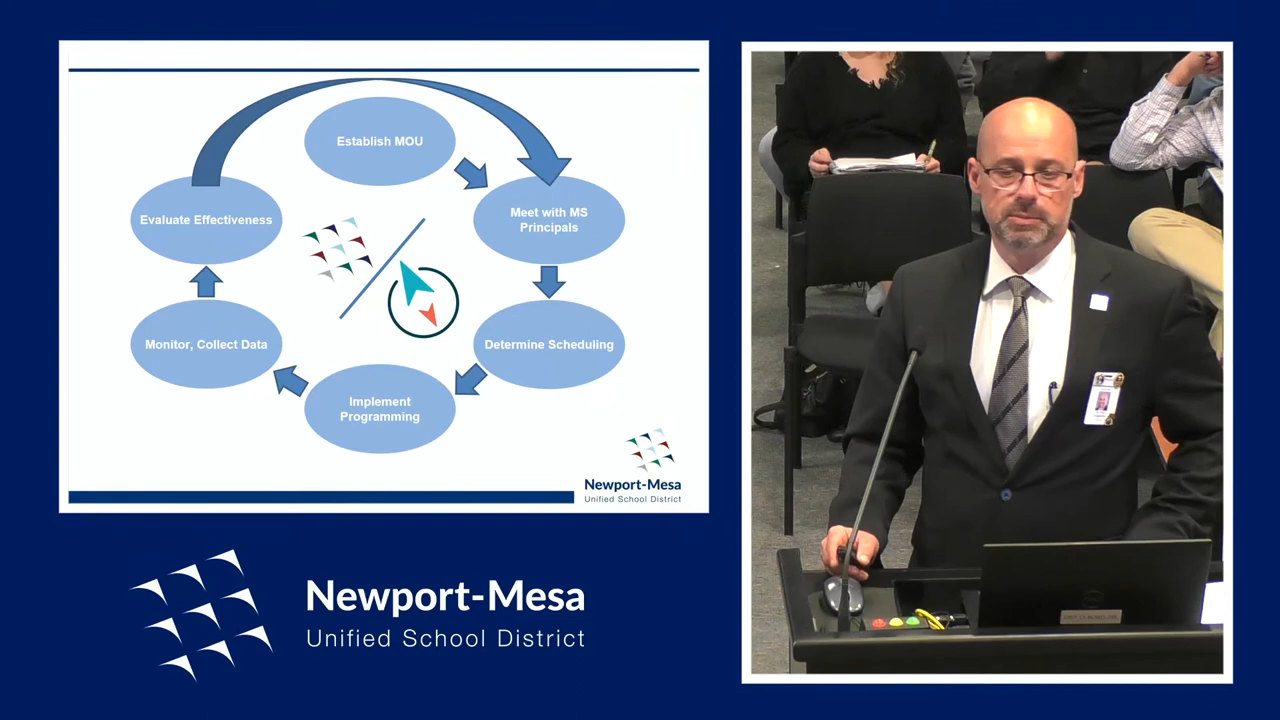 Establish MOU
Meet with MS
Principals
Determine Scheduling
Implement
Programming
Monitor, Collect Data
Evaluate Effectiveness
Newport-Mesa
Unified School District
Newport-Mesa
Unified School District